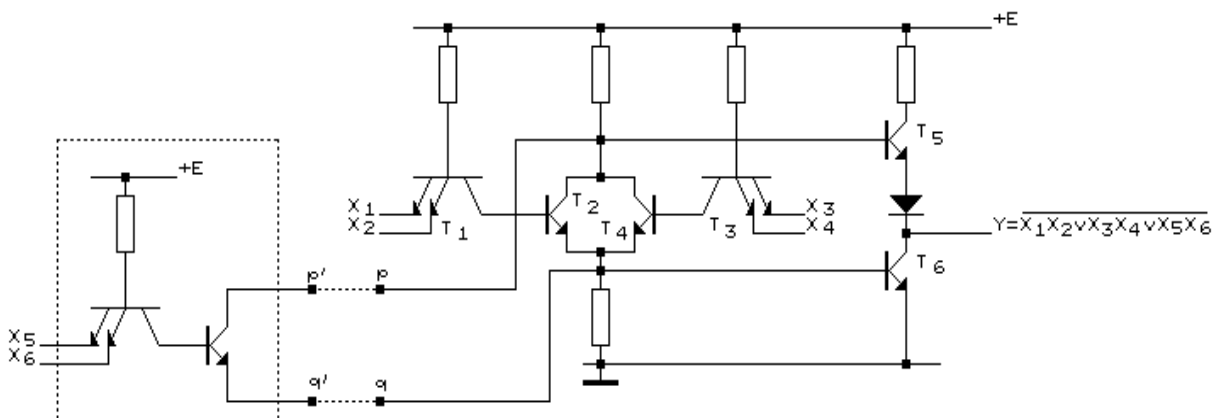 +E
+E
T5
X1
X2
T1
T2
T4
T3
X3
X4
Y=X1X2vX3X4vX5X6
T6
p'
p
X5
X6
q'
q